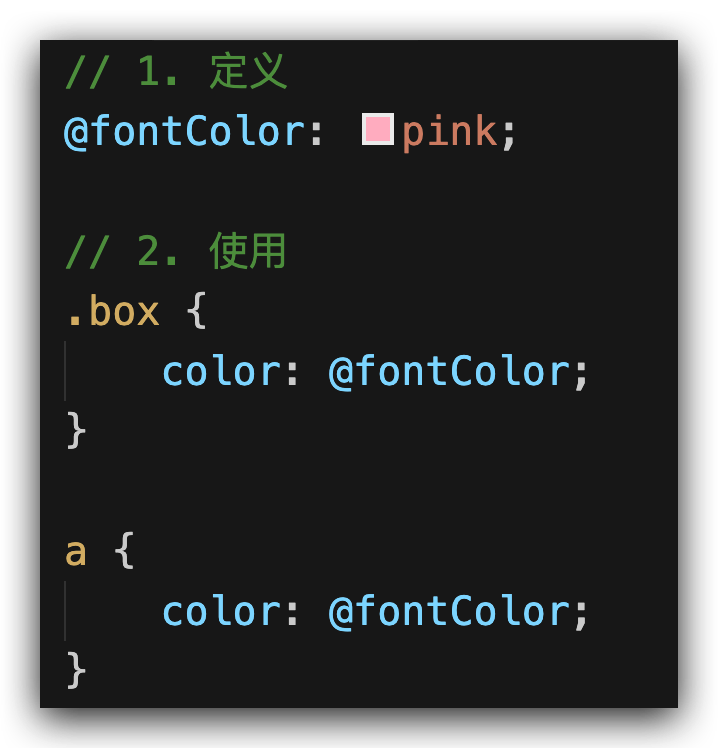 // 1. 定义
@fontColor: pink;
// 2. 使用
.box {
color: @fontColor;
}
a {
color: @fontColor;
}